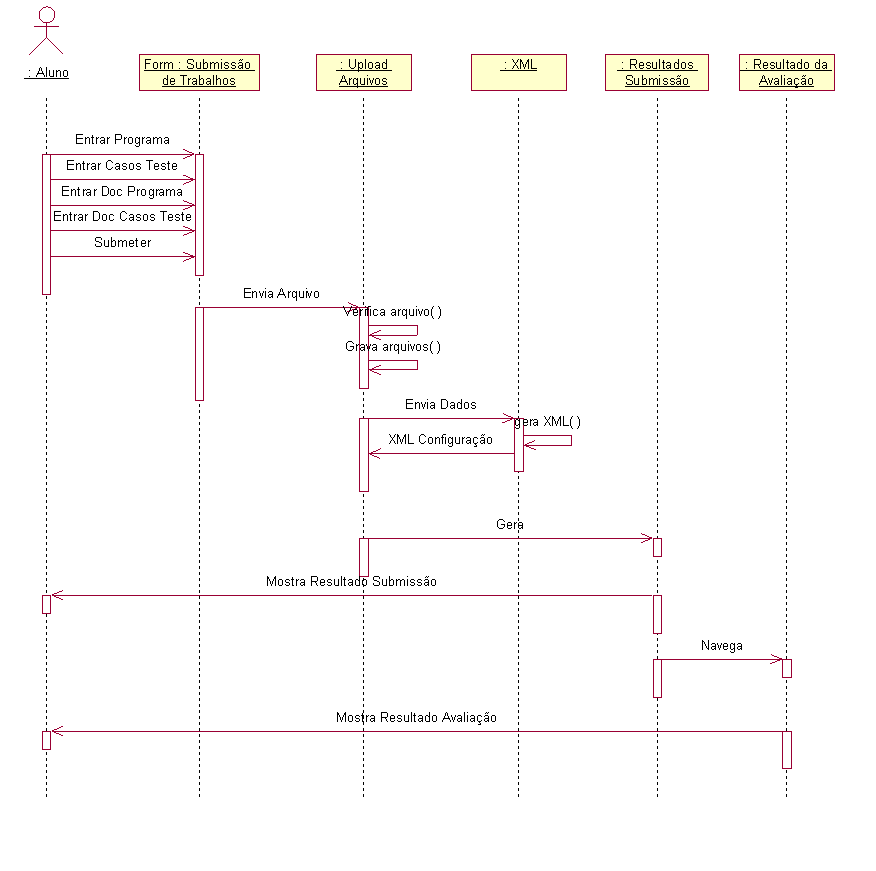 : Aluno
Form : Submissão
de Trabalhos
: Upload
Arquivos
: XML
: Resultados
Submissão
: Resultado da
Avaliação
Entrar Programa
Entrar Casos Teste
Entrar Doc Programa
Entrar Doc Casos Teste
Submeter
Envia Arquivo
Verifica arquivo( )
Grava arquivos( )
Envia Dados
gera XML( )
XML Configuração
Gera
Mostra Resultado Submissão
Navega
Mostra Resultado Avaliação